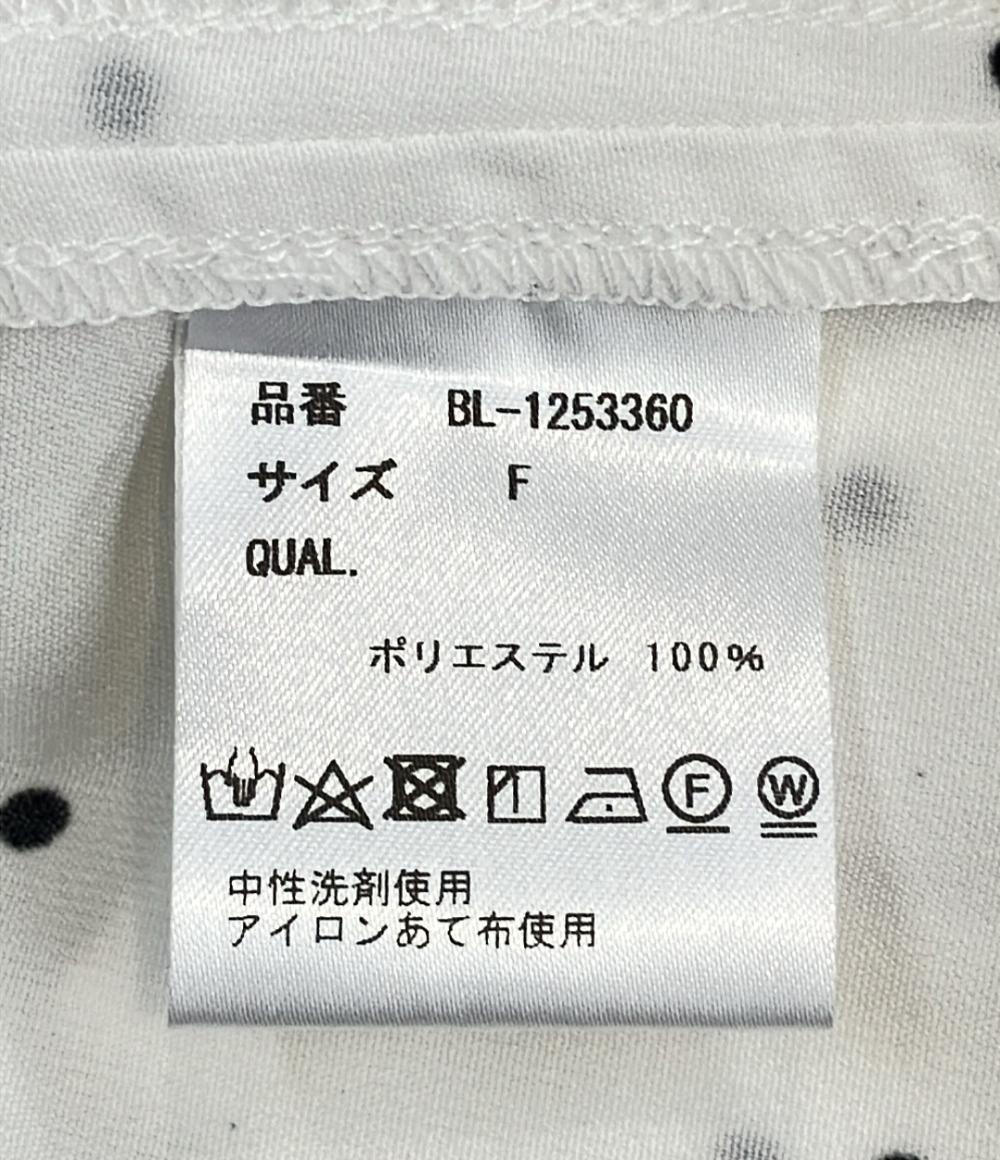 品番 BL-1253360
サイズ F
QUAL.
ポリエステル 100%
F W
中性洗剤使用
アイロンあて布使用